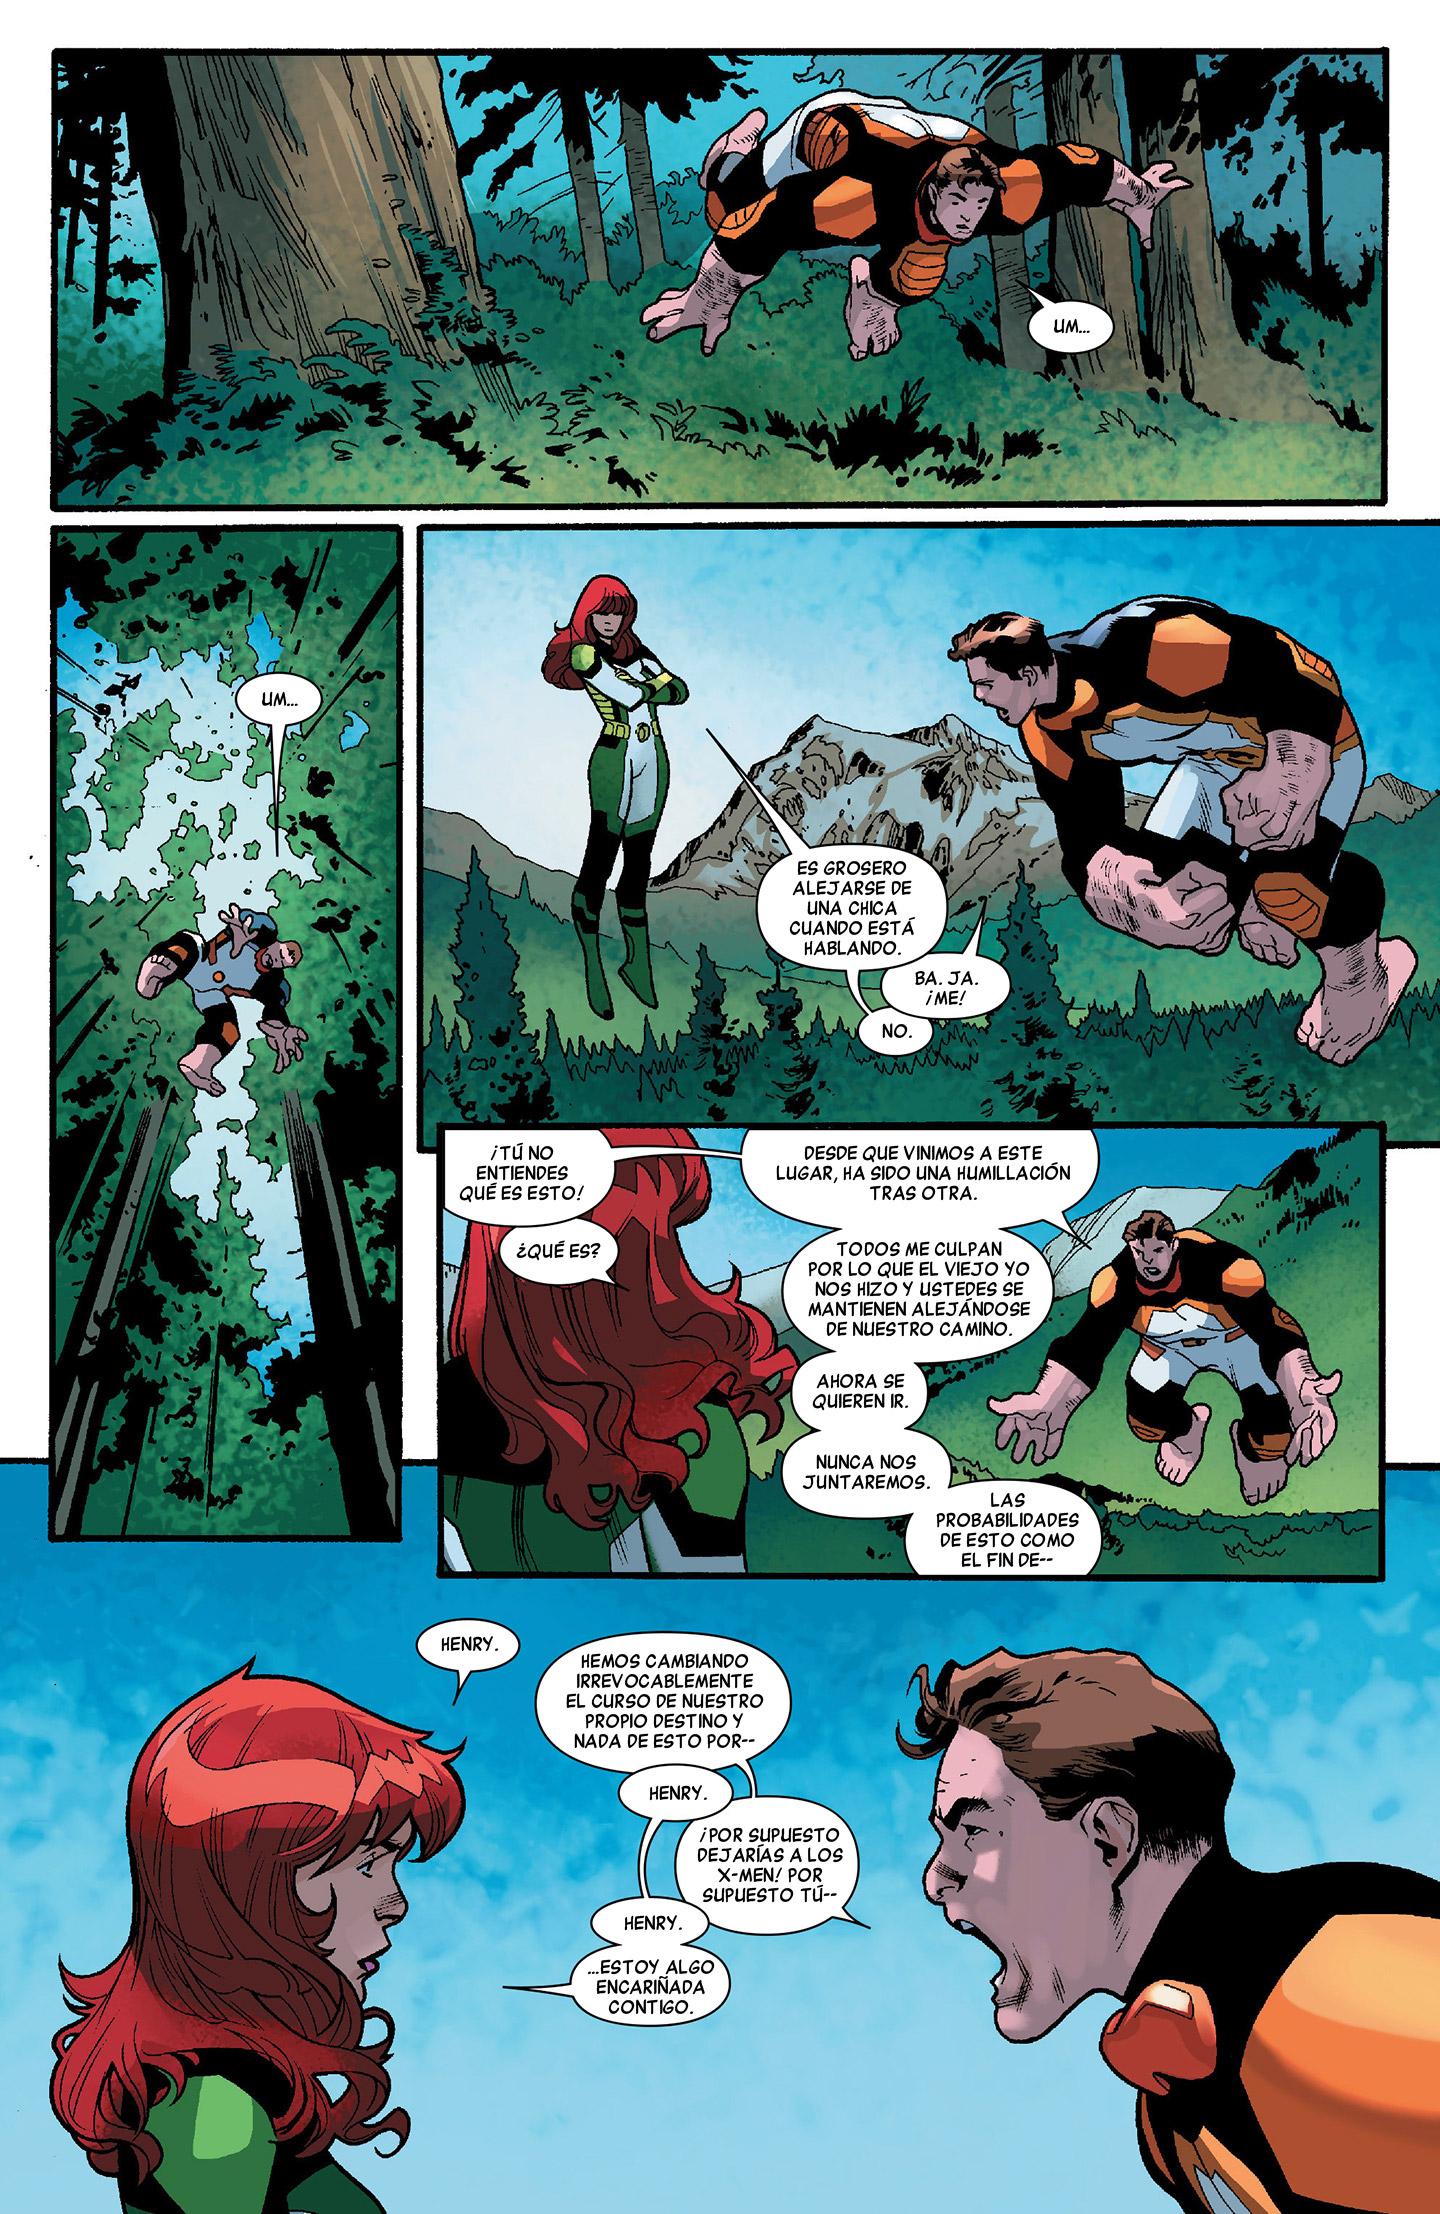 UM...
UM...
ES GROSERO
ALEJARSE DE
UNA CHICA
CUANDO ESTÁ
HABLANDO.
BA. JA.
¡ME!
NO.
¡TÚ NO
ENTIENDES
QUÉ ES ESTO!
¿QUÉ ES?
DESDE QUE VINIMOS A ESTE
LUGAR, HA SIDO UNA HUMILLACIÓN
TRAS OTRA.
TODOS ME CULPAN
POR LO QUE EL VIEJO YO
NOS HIZO Y USTEDES SE
MANTIENEN ALEJÁNDOSE
DE NUESTRO CAMINO.
AHORA SE
QUIEREN IR.
NUNCA NOS
JUNTAREMOS.
LAS
PROBABILIDADES
DE ESTO COMO
EL FIN DE--
HENRY.
HEMOS CAMBIANDO
IRREVOCABLEMENTE
EL CURSO DE NUESTRO
PROPIO DESTINO Y
NADA DE ESTO POR--
HENRY.
¡POR SUPUESTO
DEJARÍAS A LOS
X-MEN! POR
SUPUESTO TÚ--
HENRY.
...ESTOY ALGO
ENCARIÑADA
CONTIGO.